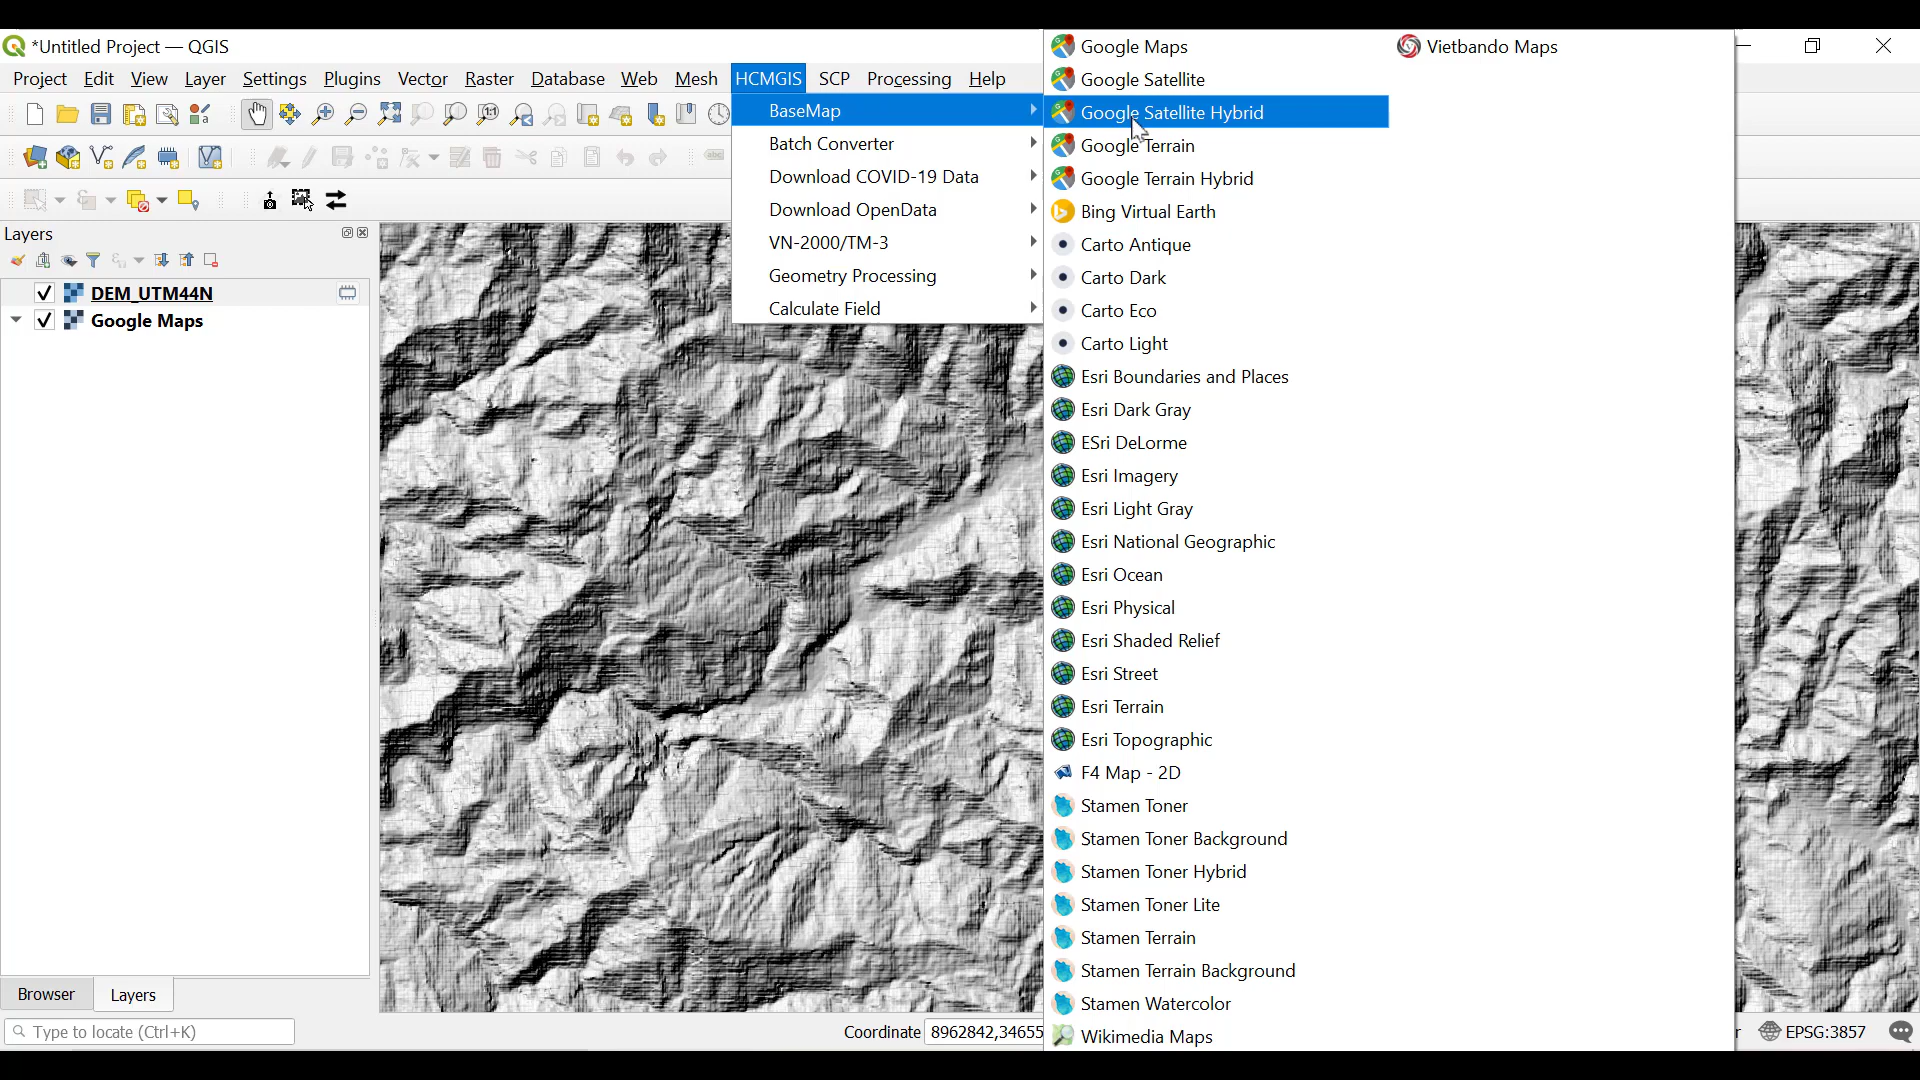 *Untitled Project — QGIS
Project Edit View Layer Settings Plugins Vector Raster Database Web Mesh HCMGIS SCP Processing Help
BaseMap
Batch Converter
Download COVID-19 Data
Download OpenData
VN-2000/TM-3
Geometry Processing
Calculate Field
Google Maps
Google Satellite
Google Satellite Hybrid
Google Terrain
Google Terrain Hybrid
Bing Virtual Earth
Carto Antique
Carto Dark
Carto Eco
Carto Light
Esri Boundaries and Places
Esri Dark Gray
ESri DeLorme
Esri Imagery
Esri Light Gray
Esri National Geographic
Esri Ocean
Esri Physical
Esri Shaded Relief
Esri Street
Esri Terrain
Esri Topographic
F4 Map - 2D
Stamen Toner
Stamen Toner Background
Stamen Toner Hybrid
Stamen Toner Lite
Stamen Terrain
Stamen Terrain Background
Stamen Watercolor
Wikimedia Maps
Vietbando Maps
Layers
DEM_UTM44N
Google Maps
Browser Layers
Type to locate (Ctrl+K)
Coordinate 8962842,34655
EPSG:3857